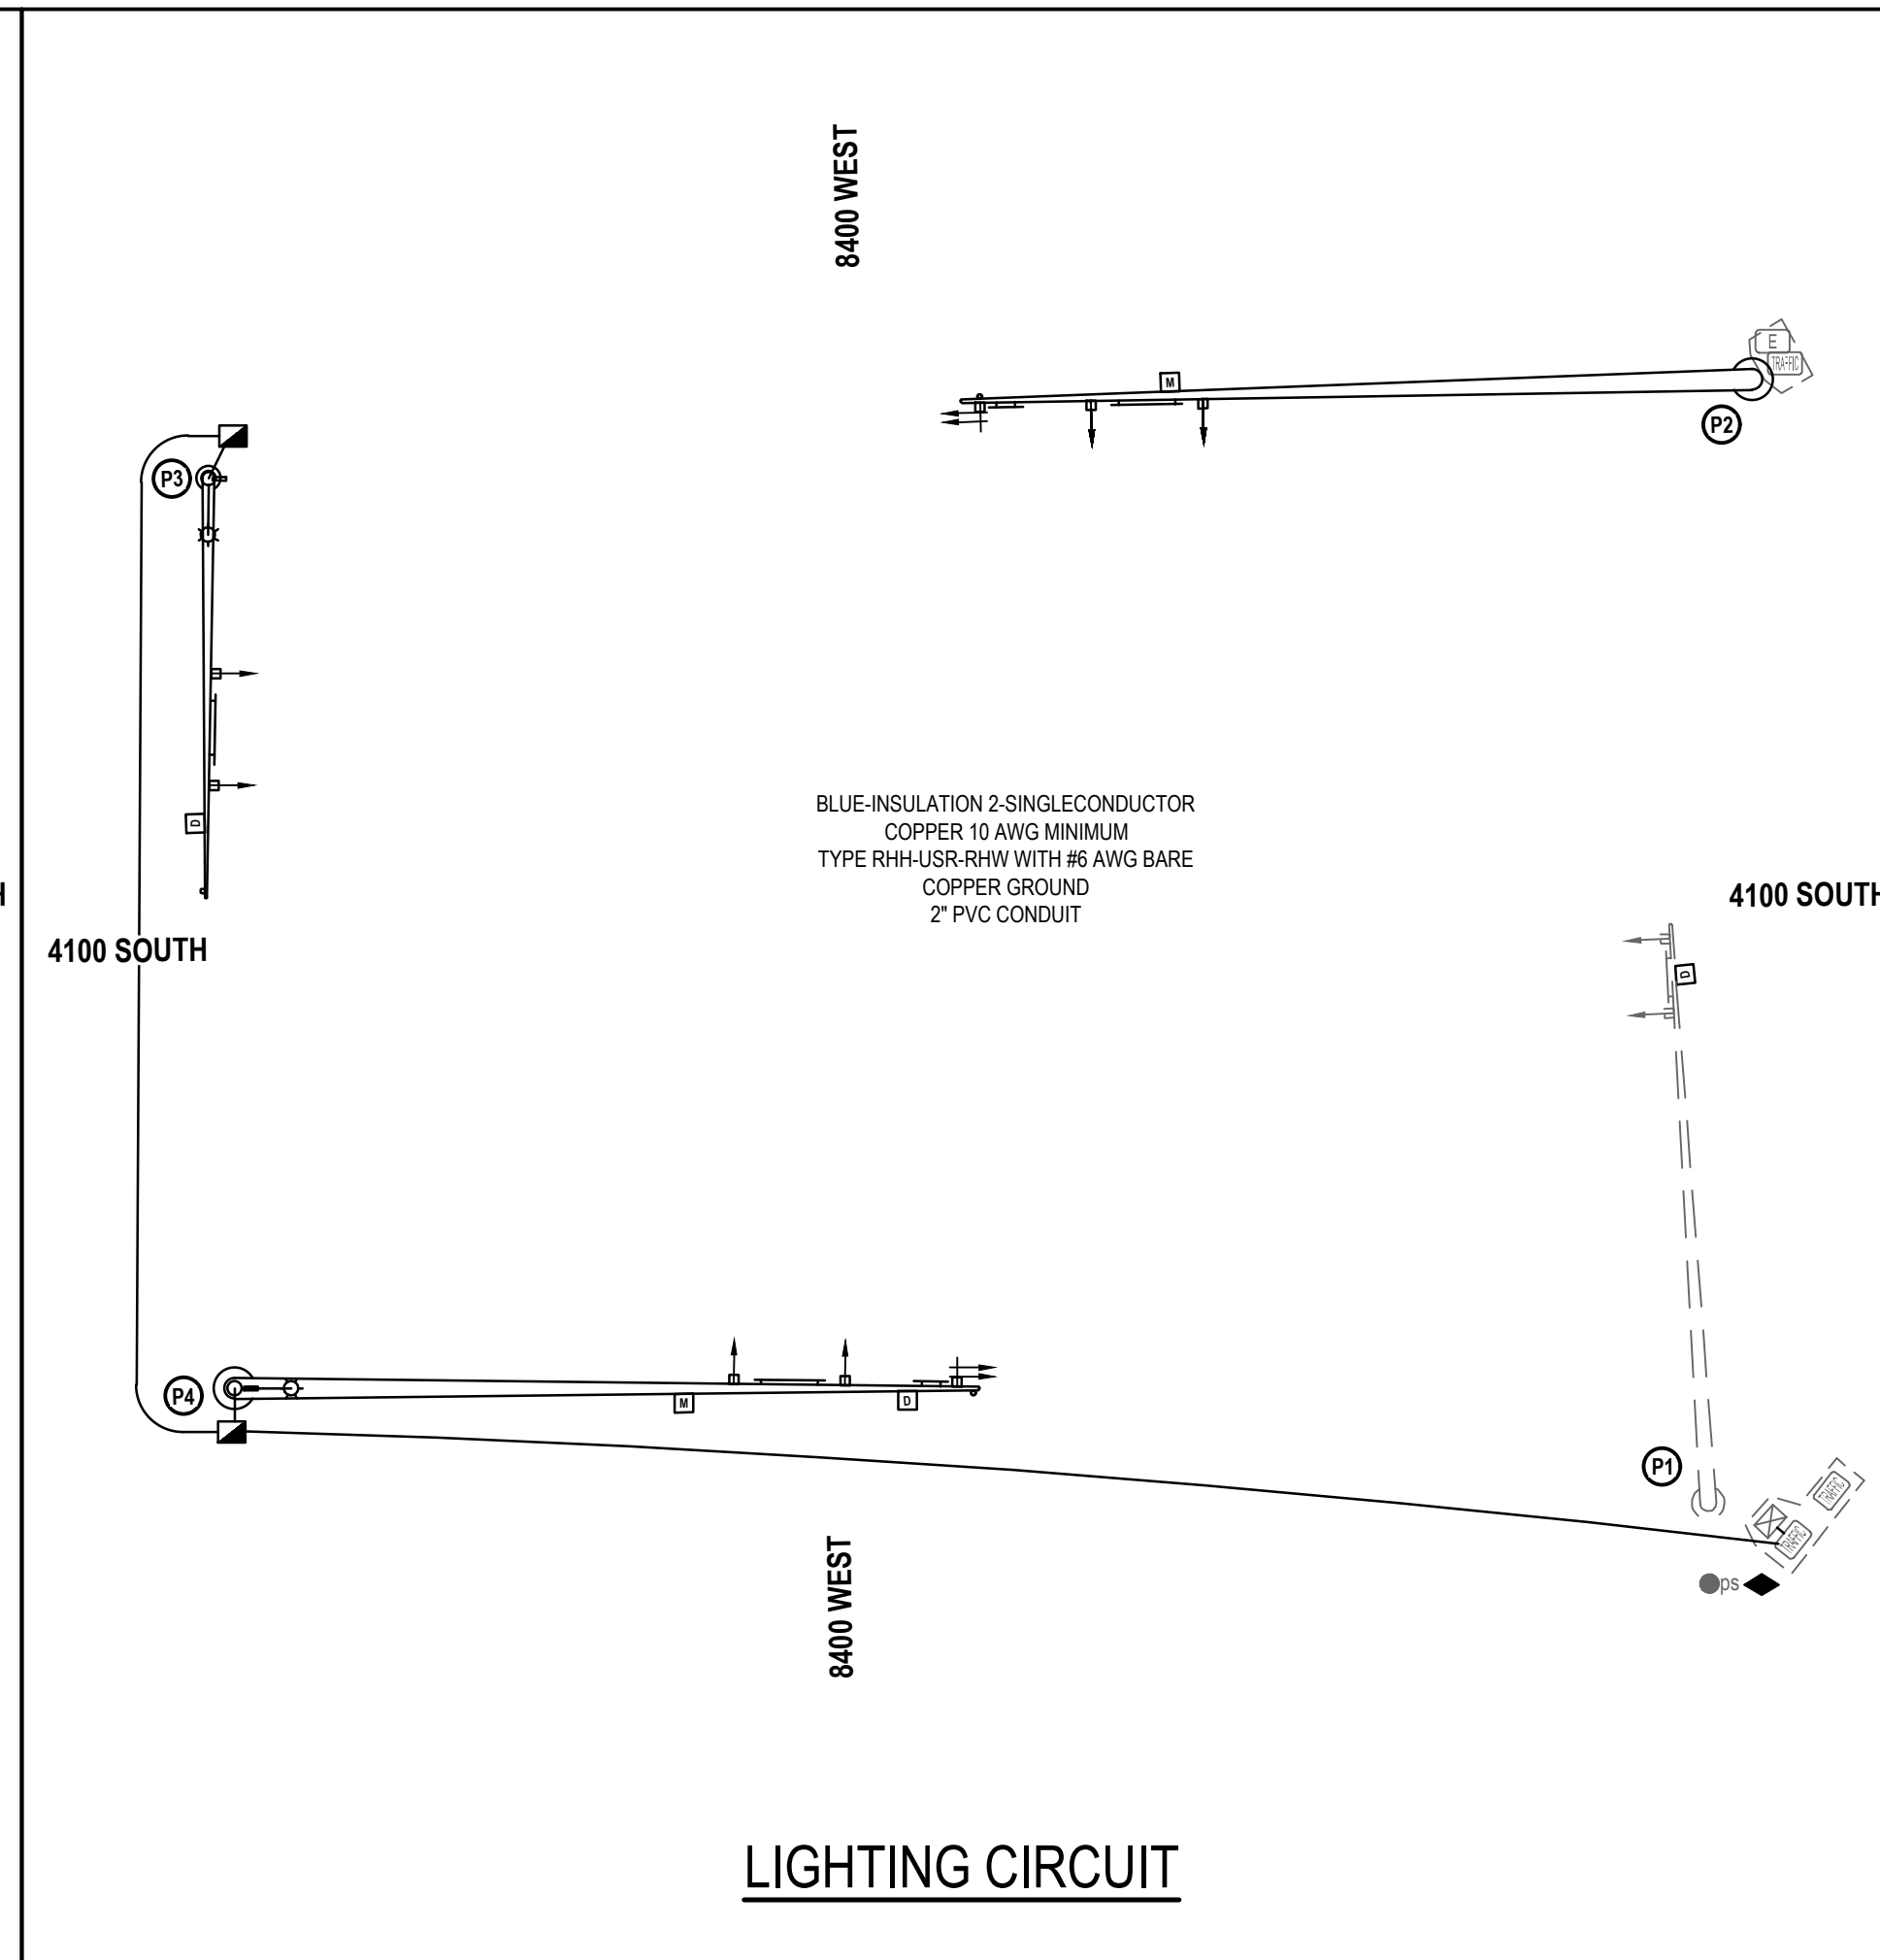 8400 WEST
E
TRAFFIC
M
P2
P3
D
BLUE-INSULATION 2-SINGLECONDUCTOR
COPPER 10 AWG MINIMUM
TYPE RHH-USR-RHW WITH #6 AWG BARE
COPPER GROUND
2" PVC CONDUIT
H
4100 SOUTH
4100 SOUTH
D
P4
M
D
P1
TRAFFIC
TRAFFIC
ps
8400 WEST
LIGHTING CIRCUIT